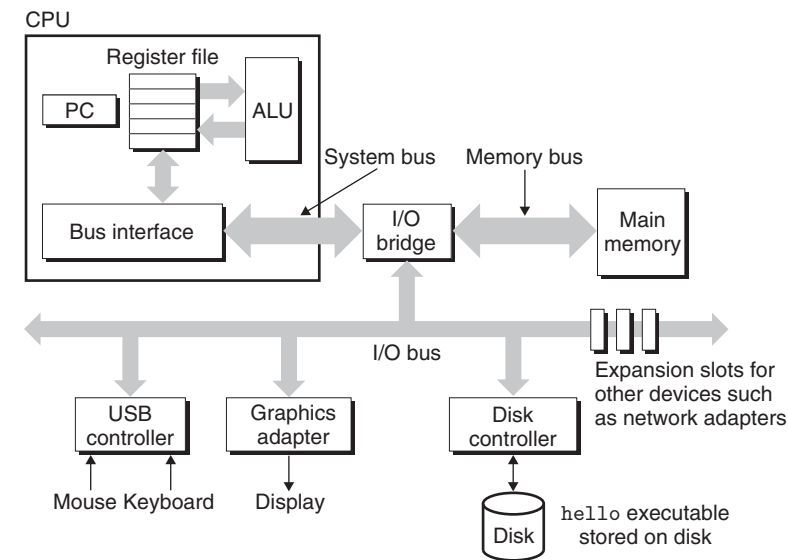 CPU
Register file
PC
ALU
System bus
Memory bus
Bus interface
I/O
bridge
Main
memory
I/O bus
Expansion slots for
other devices such
as network adapters
USB
controller
Graphics
adapter
Disk
controller
Mouse Keyboard
Display
Disk
hello executable
stored on disk